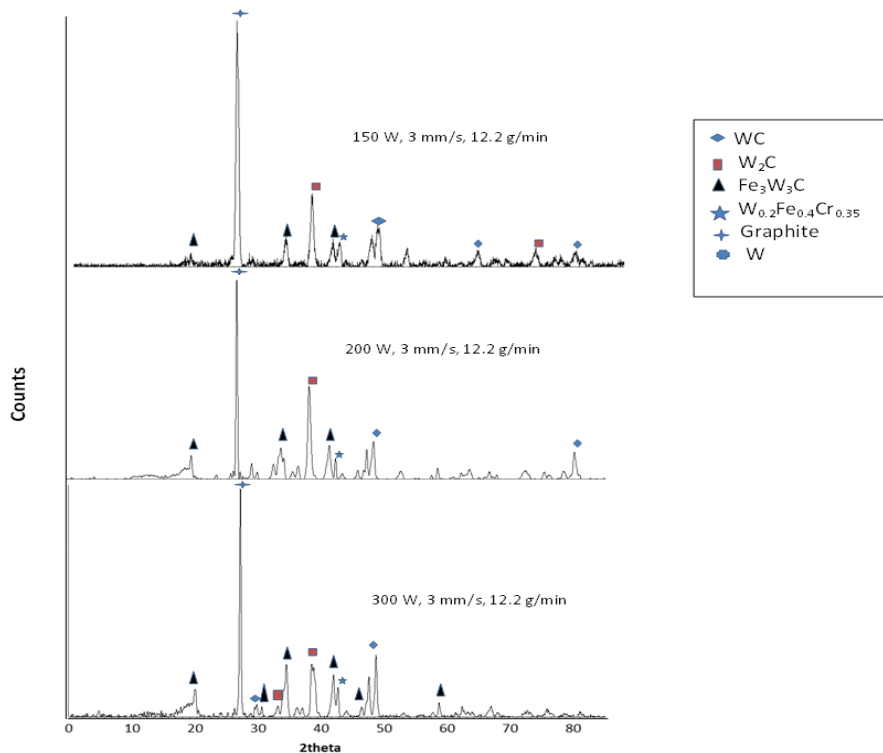 150 W, 3 mm/s, 12.2 g/min
200 W, 3 mm/s, 12.2 g/min
300 W, 3 mm/s, 12.2 g/min
Counts
0 10 20 30 40 50 60 70 80
2theta
WC
W₂C
Fe₃W₃C
W₀.₂Fe₀.₄Cr₀.₃₅
Graphite
W